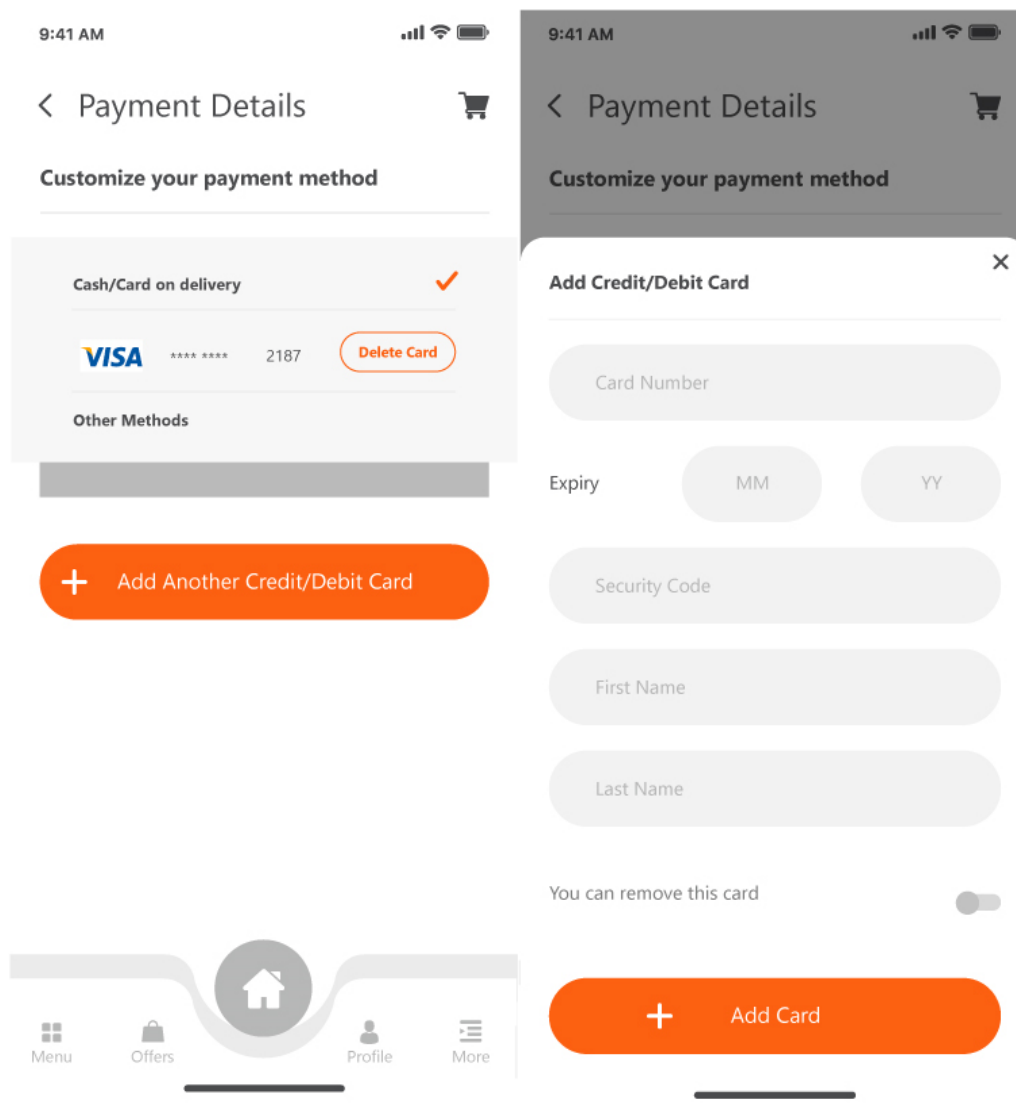 9:41 AM
Payment Details
Customize your payment method
Cash/Card on delivery
VISA **** **** 2187 Delete Card
Other Methods
Add Another Credit/Debit Card
Menu Offers Profile More
9:41 AM
Payment Details
Customize your payment method
Add Credit/Debit Card
Card Number
Expiry MM YY
Security Code
First Name
Last Name
You can remove this card
Add Card